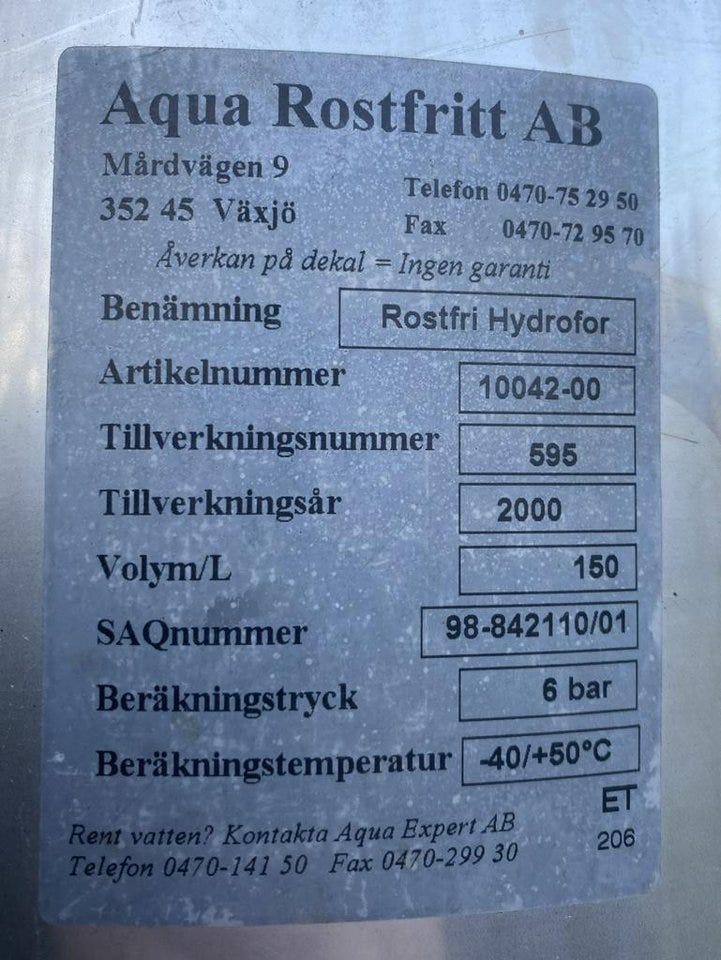 Aqua Rostfritt AB
Mårdvägen 9
352 45 Växjö
Telefon 0470-75 29 50
Fax 0470-72 95 70
Åverkan på dekal = Ingen garanti
Benämning Rostfri Hydrofor
Artikelnummer 10042-00
Tillverkningsnummer 595
Tillverkningsår 2000
Volym/L 150
SAQnummer 98-842110/01
Beräkningstryck 6 bar
Beräkningstemperatur -40/+50°C
ET
206
Rent vatten? Kontakta Aqua Expert AB
Telefon 0470-141 50 Fax 0470-299 30